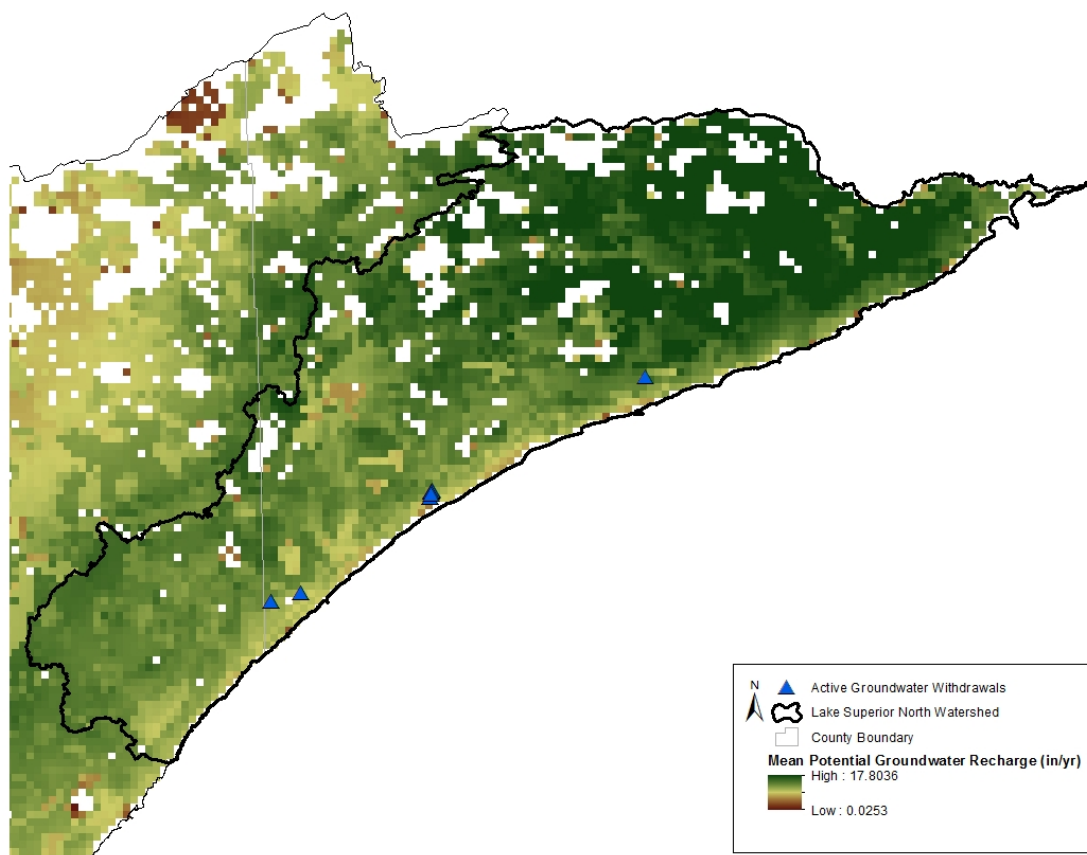 N
Active Groundwater Withdrawals
Lake Superior North Watershed
County Boundary
Mean Potential Groundwater Recharge (in/yr)
High : 17.8036
Low : 0.0253